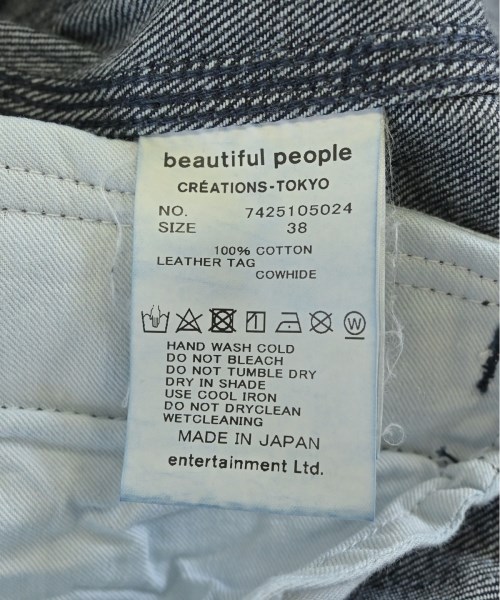 beautiful people
CRÉATIONS-TOKYO
NO. 7425105024
SIZE 38
100% COTTON
LEATHER TAG
COWHIDE
W
HAND WASH COLD
DO NOT BLEACH
DO NOT TUMBLE DRY
DRY IN SHADE
USE COOL IRON
DO NOT DRYCLEAN
WETCLEANING
MADE IN JAPAN
entertainment Ltd.